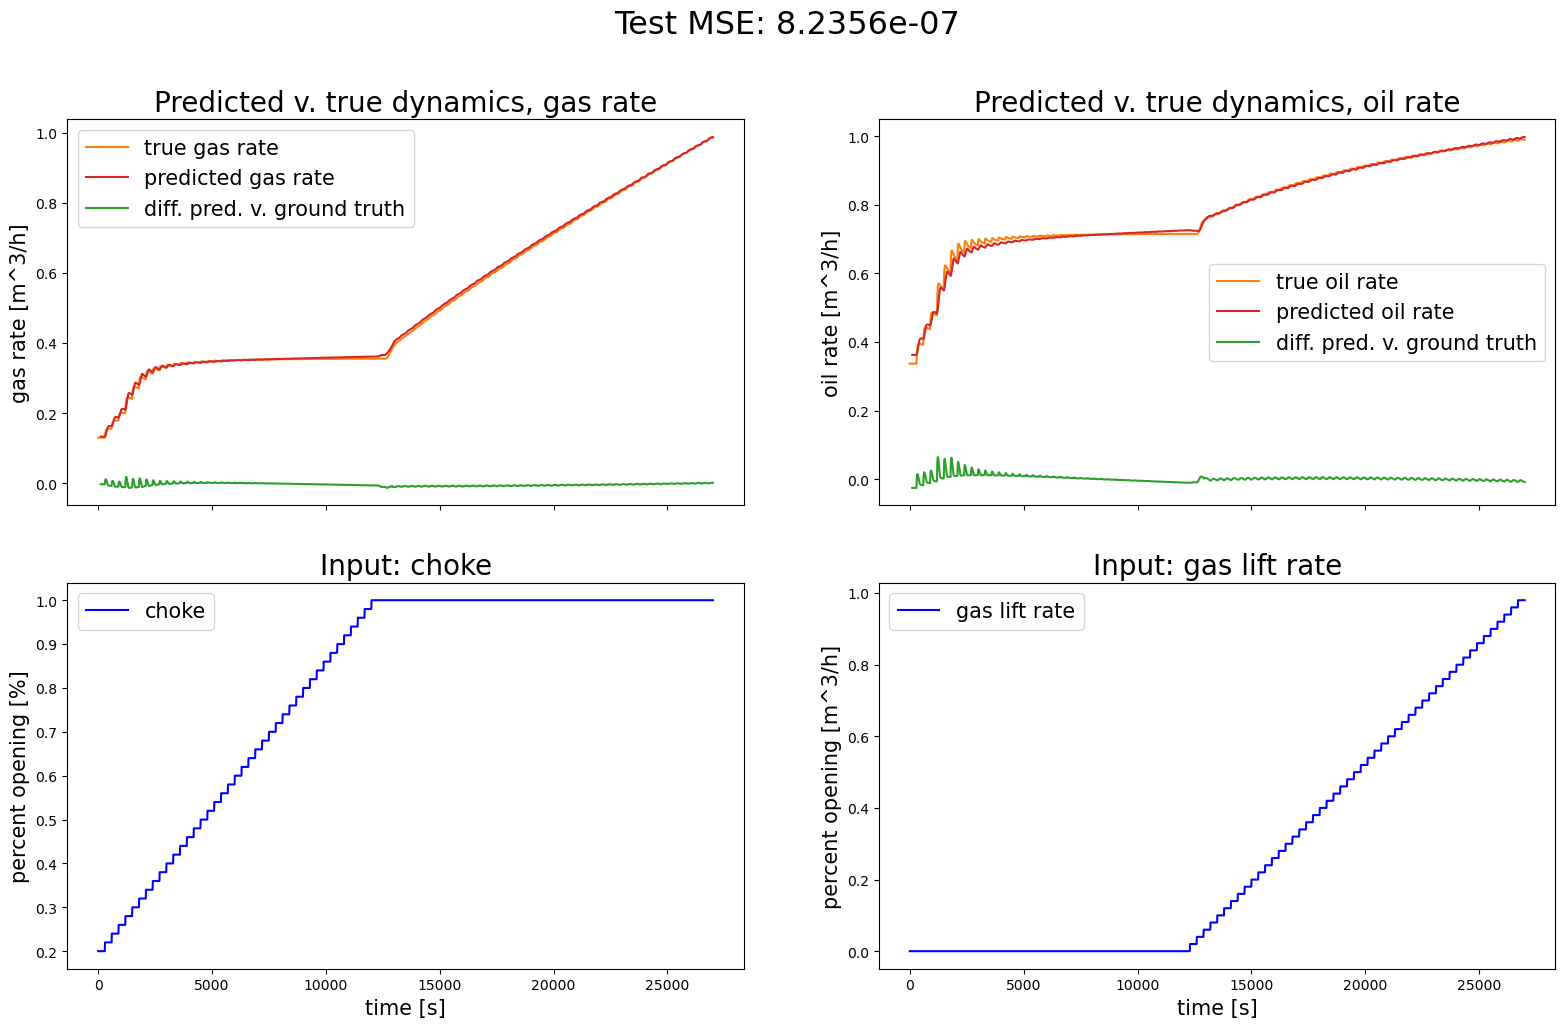 Test MSE: 8.2356e-07
Predicted v. true dynamics, gas rate
gas rate [m^3/h]
1.0
0.8
0.6
0.4
0.2
0.0
true gas rate
predicted gas rate
diff. pred. v. ground truth
Predicted v. true dynamics, oil rate
oil rate [m^3/h]
1.0
0.8
0.6
0.4
0.2
0.0
true oil rate
predicted oil rate
diff. pred. v. ground truth
Input: choke
percent opening [%]
1.0
0.9
0.8
0.7
0.6
0.5
0.4
0.3
0.2
choke
0 5000 10000 15000 20000 25000
time [s]
Input: gas lift rate
percent opening [m^3/h]
1.0
0.8
0.6
0.4
0.2
0.0
gas lift rate
0 5000 10000 15000 20000 25000
time [s]